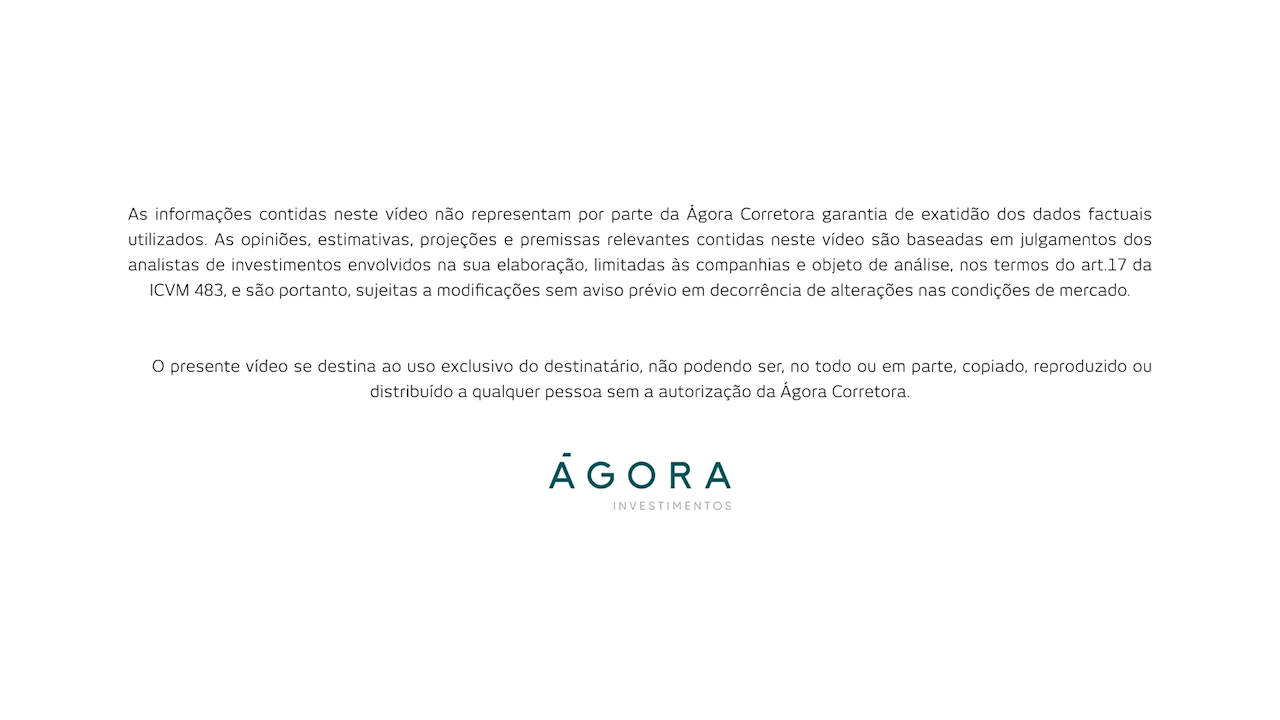 As informações contidas neste vídeo não representam por parte da Ágora Corretora garantia de exatidão dos dados factuais
utilizados. As opiniões, estimativas, projeções e premissas relevantes contidas neste vídeo são baseadas em julgamentos dos
analistas de investimentos envolvidos na sua elaboração, limitadas às companhias e objeto de análise, nos termos do art.17 da
ICVM 483, e são portanto, sujeitas a modificações sem aviso prévio em decorrência de alterações nas condições de mercado.
O presente vídeo se destina ao uso exclusivo do destinatário, não podendo ser, no todo ou em parte, copiado, reproduzido ou
distribuído a qualquer pessoa sem a autorização da Ágora Corretora.
ÁGORA
INVESTIMENTOS